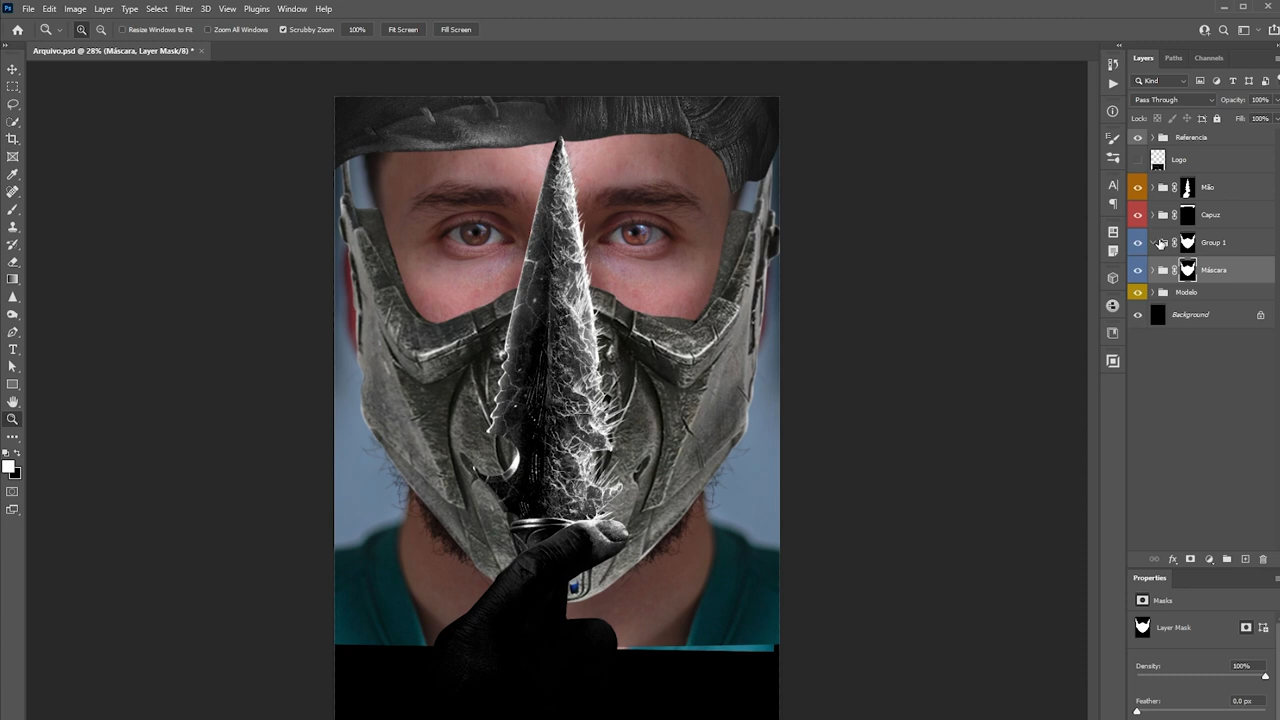 Ps File Edit Image Layer Type Select Filter 3D View Plugins Window Help
Resize Windows to Fit Zoom All Windows Scrubby Zoom 100% Fit Screen Fill Screen
Arquivo.psd @ 28% (Máscara, Layer Mask/8) * ×
Layers Paths Channels
Kind
Pass Through Opacity: 100%
Lock: Fill: 100%
Referencia
Logo
Mão
Capuz
Group 1
Máscara
Modelo
Background
Properties
Masks
Layer Mask
Density: 100%
Feather: 0,0 px